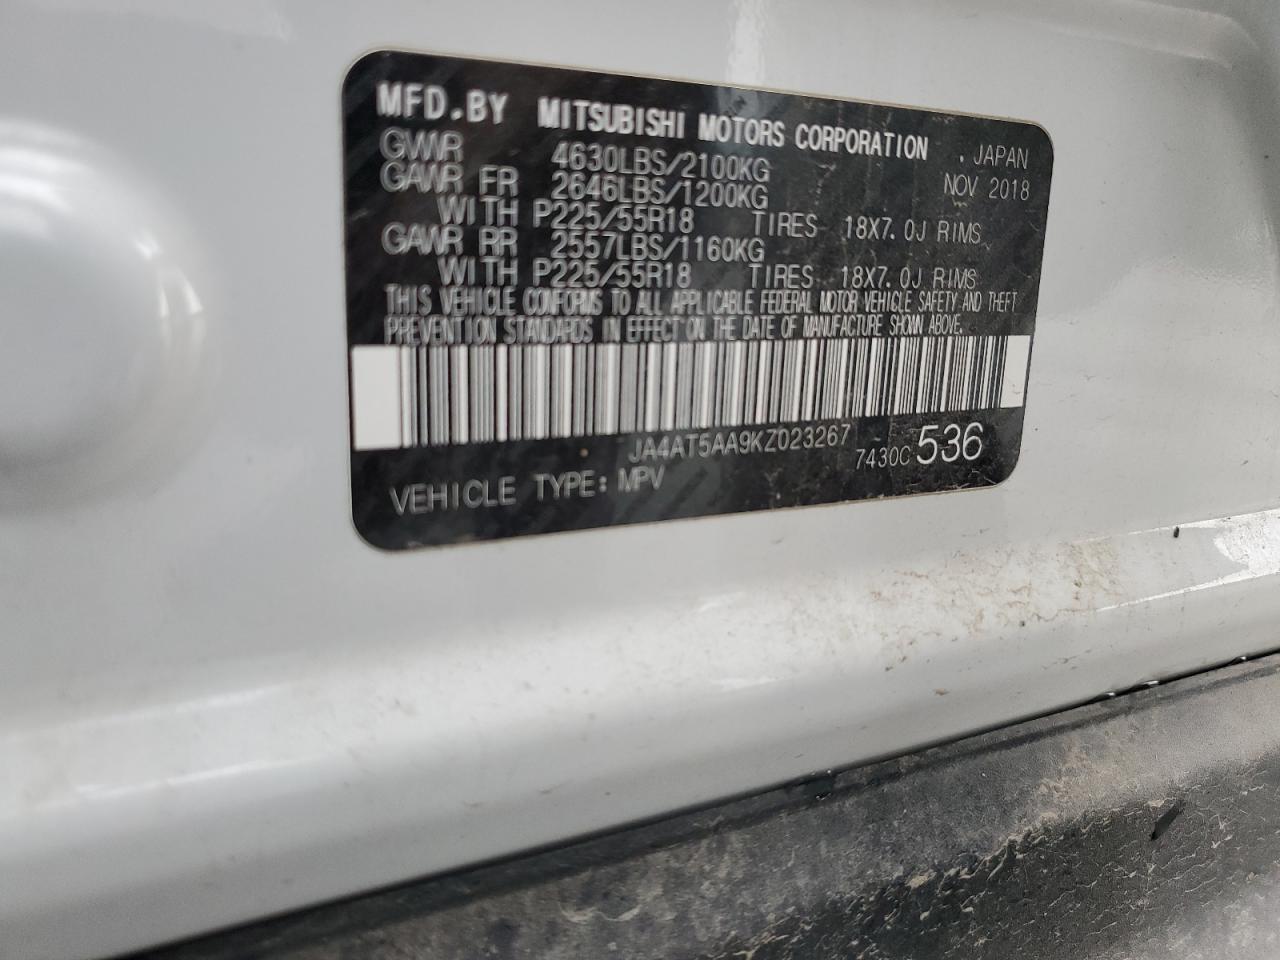 MFD.BY MITSUBISHI MOTORS CORPORATION . JAPAN
GVWR 4630LBS/2100KG NOV 2018
GAWR FR 2646LBS/1200KG
WITH P225/55R18 TIRES 18X7.0J RIMS
GAWR RR 2557LBS/1160KG
WITH P225/55R18 TIRES 18X7.0J RIMS
THIS VEHICLE CONFORMS TO ALL APPLICABLE FEDERAL MOTOR VEHICLE SAFETY AND THEFT
PREVENTION STANDARDS IN EFFECT ON THE DATE OF MANUFACTURE SHOWN ABOVE.
JA4AT5AA9KZ023267
7430C 536
VEHICLE TYPE: MPV